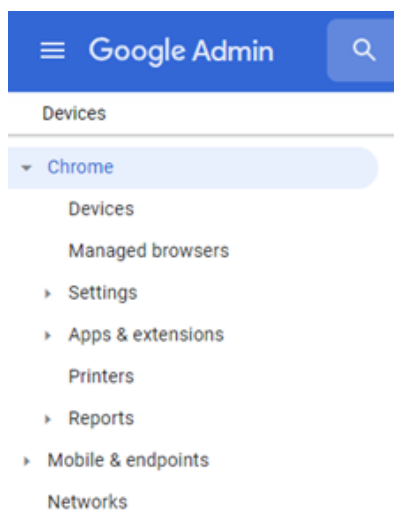 Google Admin
Devices
Chrome
Devices
Managed browsers
Settings
Apps & extensions
Printers
Reports
Mobile & endpoints
Networks